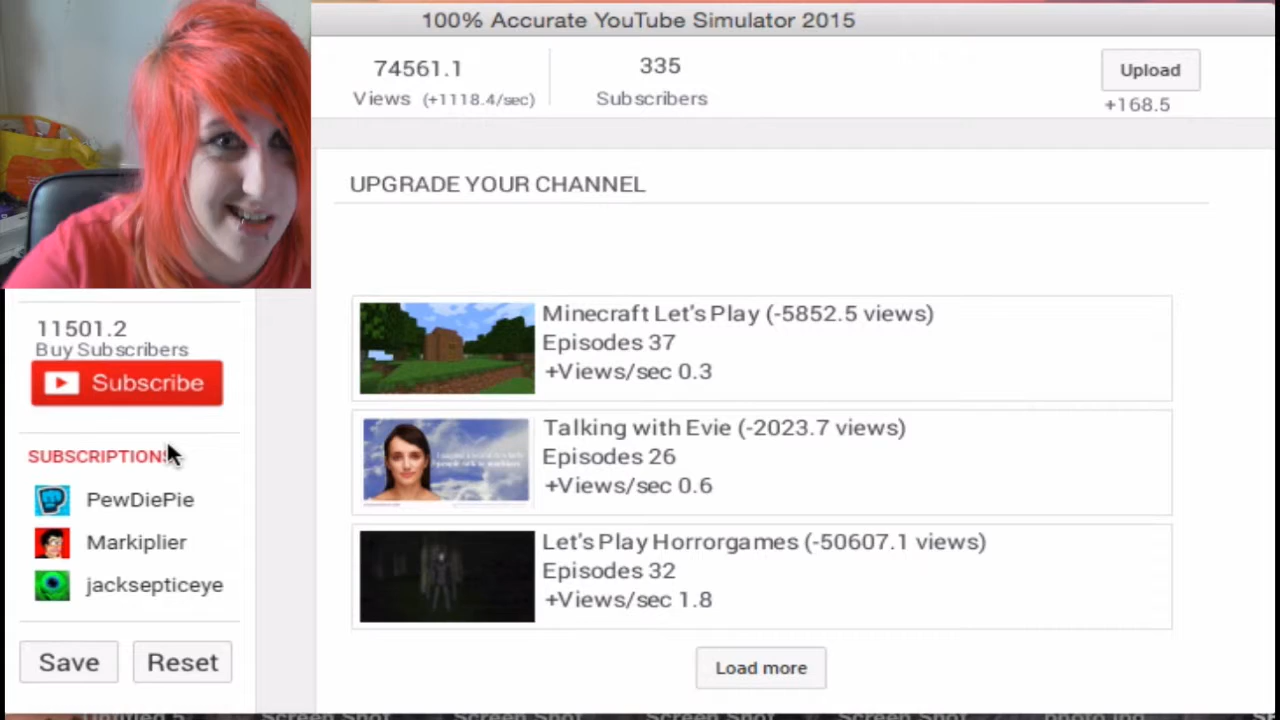 100% Accurate YouTube Simulator 2015
74561.1
Views (+1118.4/sec)
335
Subscribers
Upload
+168.5
UPGRADE YOUR CHANNEL
Minecraft Let's Play (-5852.5 views)
Episodes 37
+Views/sec 0.3
Talking with Evie (-2023.7 views)
Episodes 26
+Views/sec 0.6
Let's Play Horrorgames (-50607.1 views)
Episodes 32
+Views/sec 1.8
Load more
11501.2
Buy Subscribers
Subscribe
SUBSCRIPTIONS
PewDiePie
Markiplier
jacksepticeye
Save
Reset